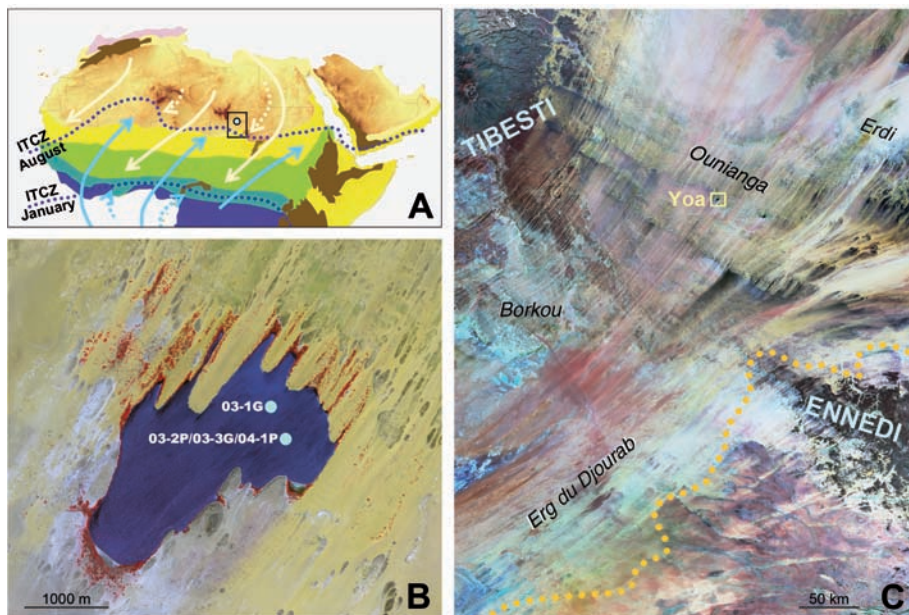 ITCZ
August
ITCZ
January
A
03-1G
03-2P/03-3G/04-1P
1000 m
B
TIBESTI
Erdi
Ounianga
Yoa
Borkou
ENNEDI
Erg du Djourab
50 km
C